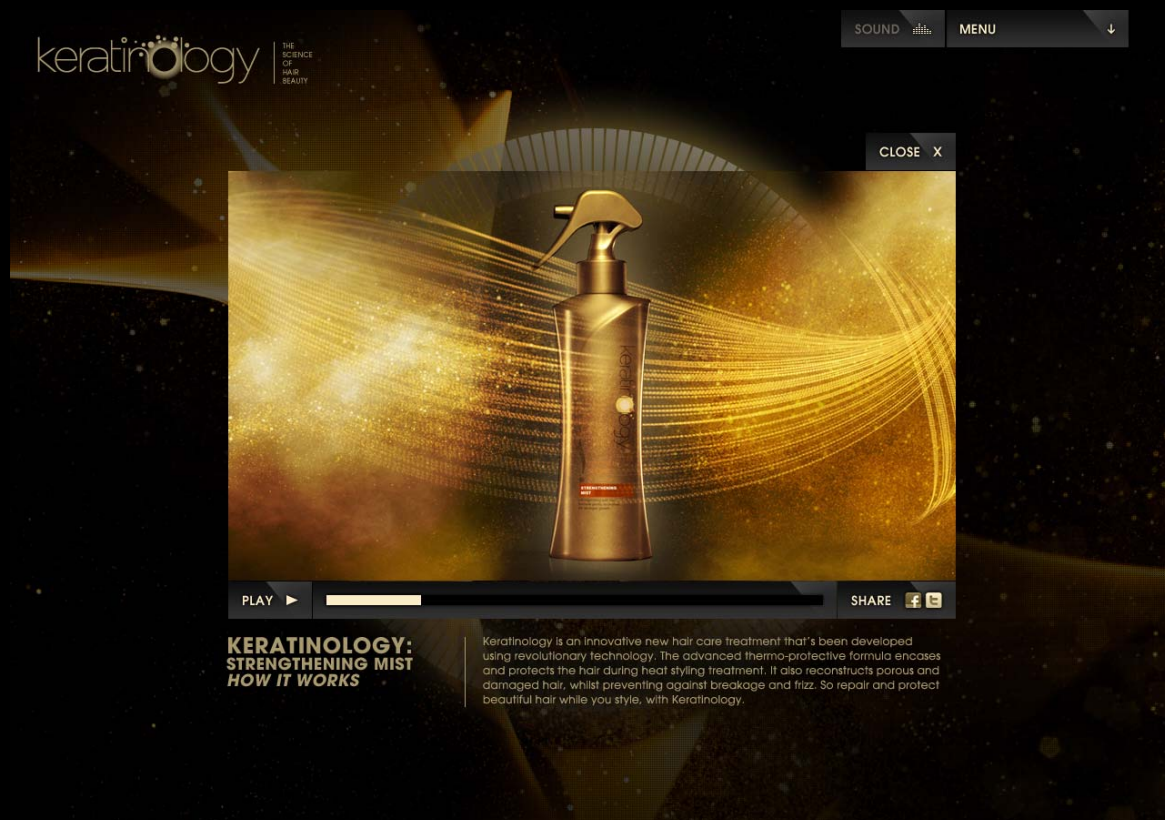 keratinology
THE
SCIENCE
OF
HAIR
BEAUTY
SOUND
MENU
CLOSE X
keratinology
STRENGTHENING
MIST
PLAY
SHARE
KERATINOLOGY:
STRENGTHENING MIST
HOW IT WORKS
Keratinology is an innovative new hair care treatment that's been developed
using revolutionary technology. The advanced thermo-protective formula encases
and protects the hair during heat styling treatment. It also reconstructs porous and
damaged hair, whilst preventing against breakage and frizz. So repair and protect
beautiful hair while you style, with Keratinology.